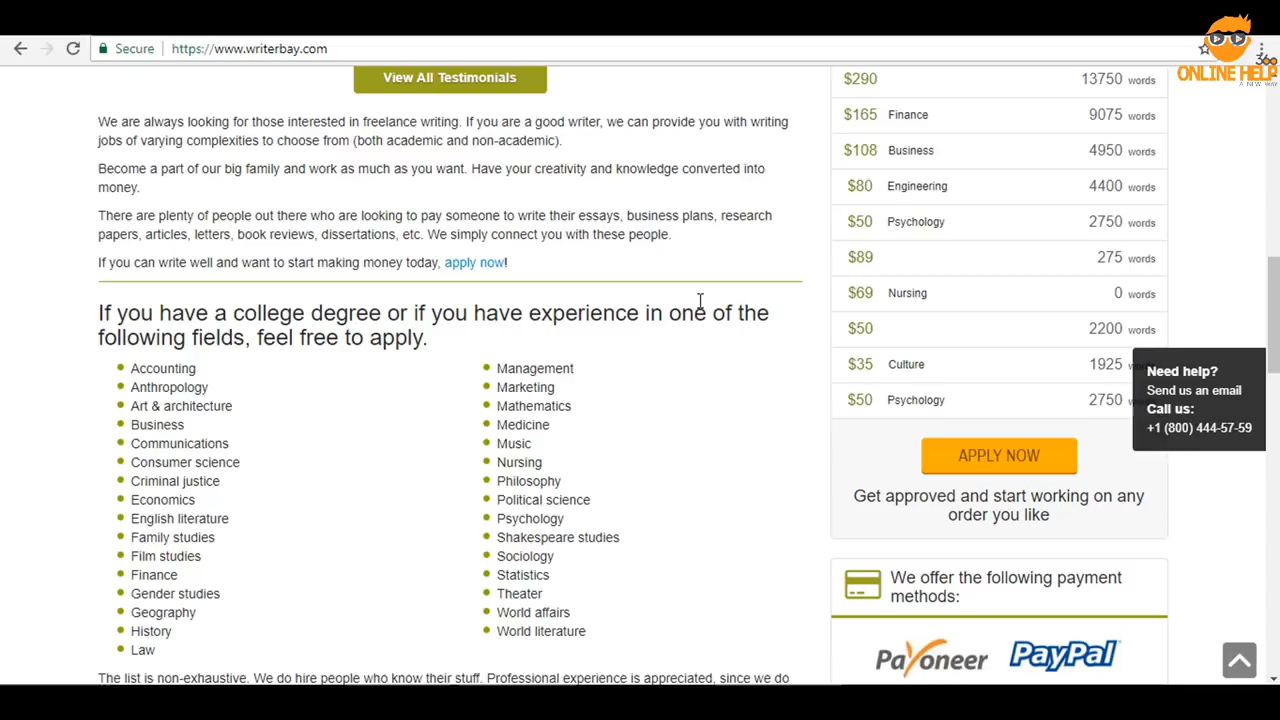 Secure https://www.writerbay.com
360
ONLINE HELP
A NEW WAY
View All Testimonials
We are always looking for those interested in freelance writing. If you are a good writer, we can provide you with writing
jobs of varying complexities to choose from (both academic and non-academic).
Become a part of our big family and work as much as you want. Have your creativity and knowledge converted into
money.
There are plenty of people out there who are looking to pay someone to write their essays, business plans, research
papers, articles, letters, book reviews, dissertations, etc. We simply connect you with these people.
If you can write well and want to start making money today, apply now!
If you have a college degree or if you have experience in one of the
following fields, feel free to apply.
Accounting
Anthropology
Art & architecture
Business
Communications
Consumer science
Criminal justice
Economics
English literature
Family studies
Film studies
Finance
Gender studies
Geography
History
Law
Management
Marketing
Mathematics
Medicine
Music
Nursing
Philosophy
Political science
Psychology
Shakespeare studies
Sociology
Statistics
Theater
World affairs
World literature
The list is non-exhaustive. We do hire people who know their stuff. Professional experience is appreciated, since we do
$290 13750 words
$165 Finance 9075 words
$108 Business 4950 words
$80 Engineering 4400 words
$50 Psychology 2750 words
$89 275 words
$69 Nursing 0 words
$50 2200 words
$35 Culture 1925
$50 Psychology 2750
APPLY NOW
Get approved and start working on any
order you like
We offer the following payment
methods:
Payoneer PayPal
Need help?
Send us an email
Call us:
+1 (800) 444-57-59